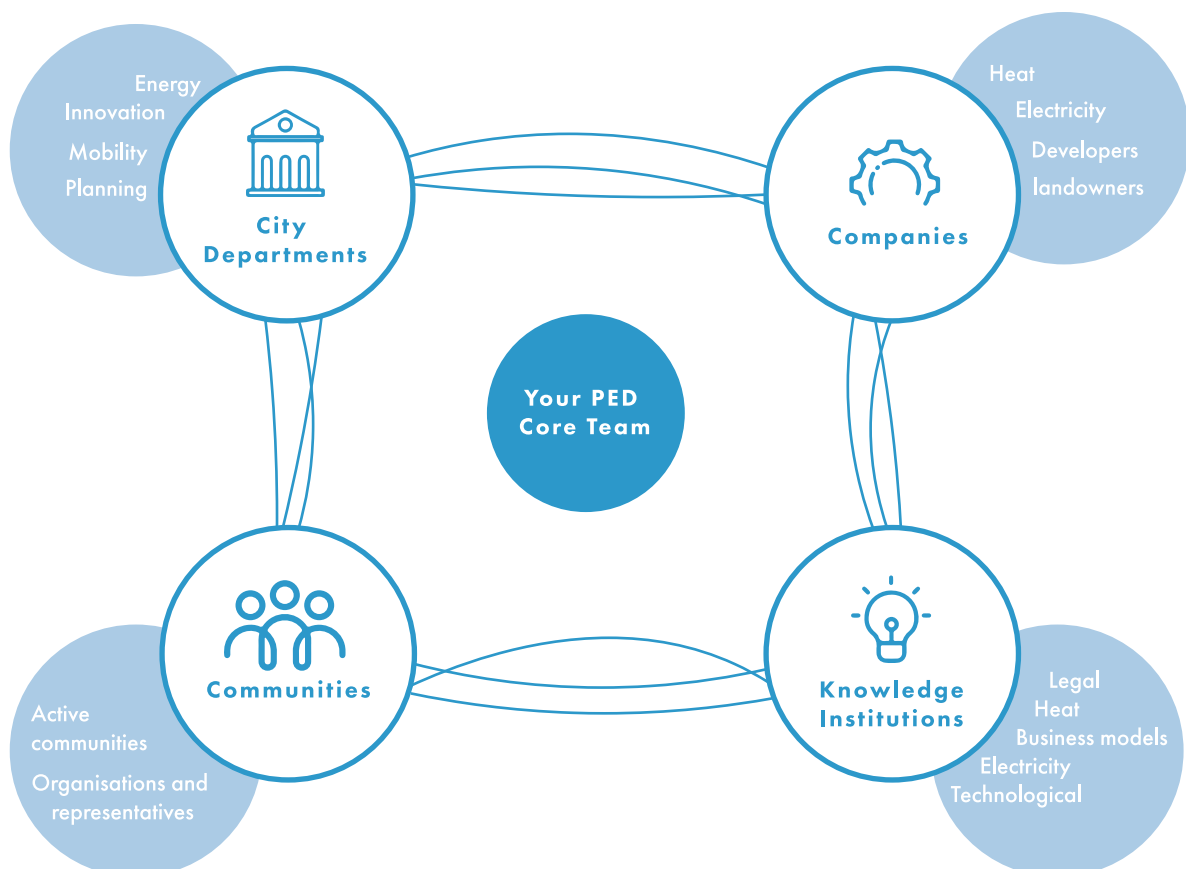 Energy
Innovation
Mobility
Planning
City
Departments
Heat
Electricity
Developers
landowners
Companies
Your PED
Core Team
Communities
Active
communities
Organisations and
representatives
Knowledge
Institutions
Legal
Heat
Business models
Electricity
Technological